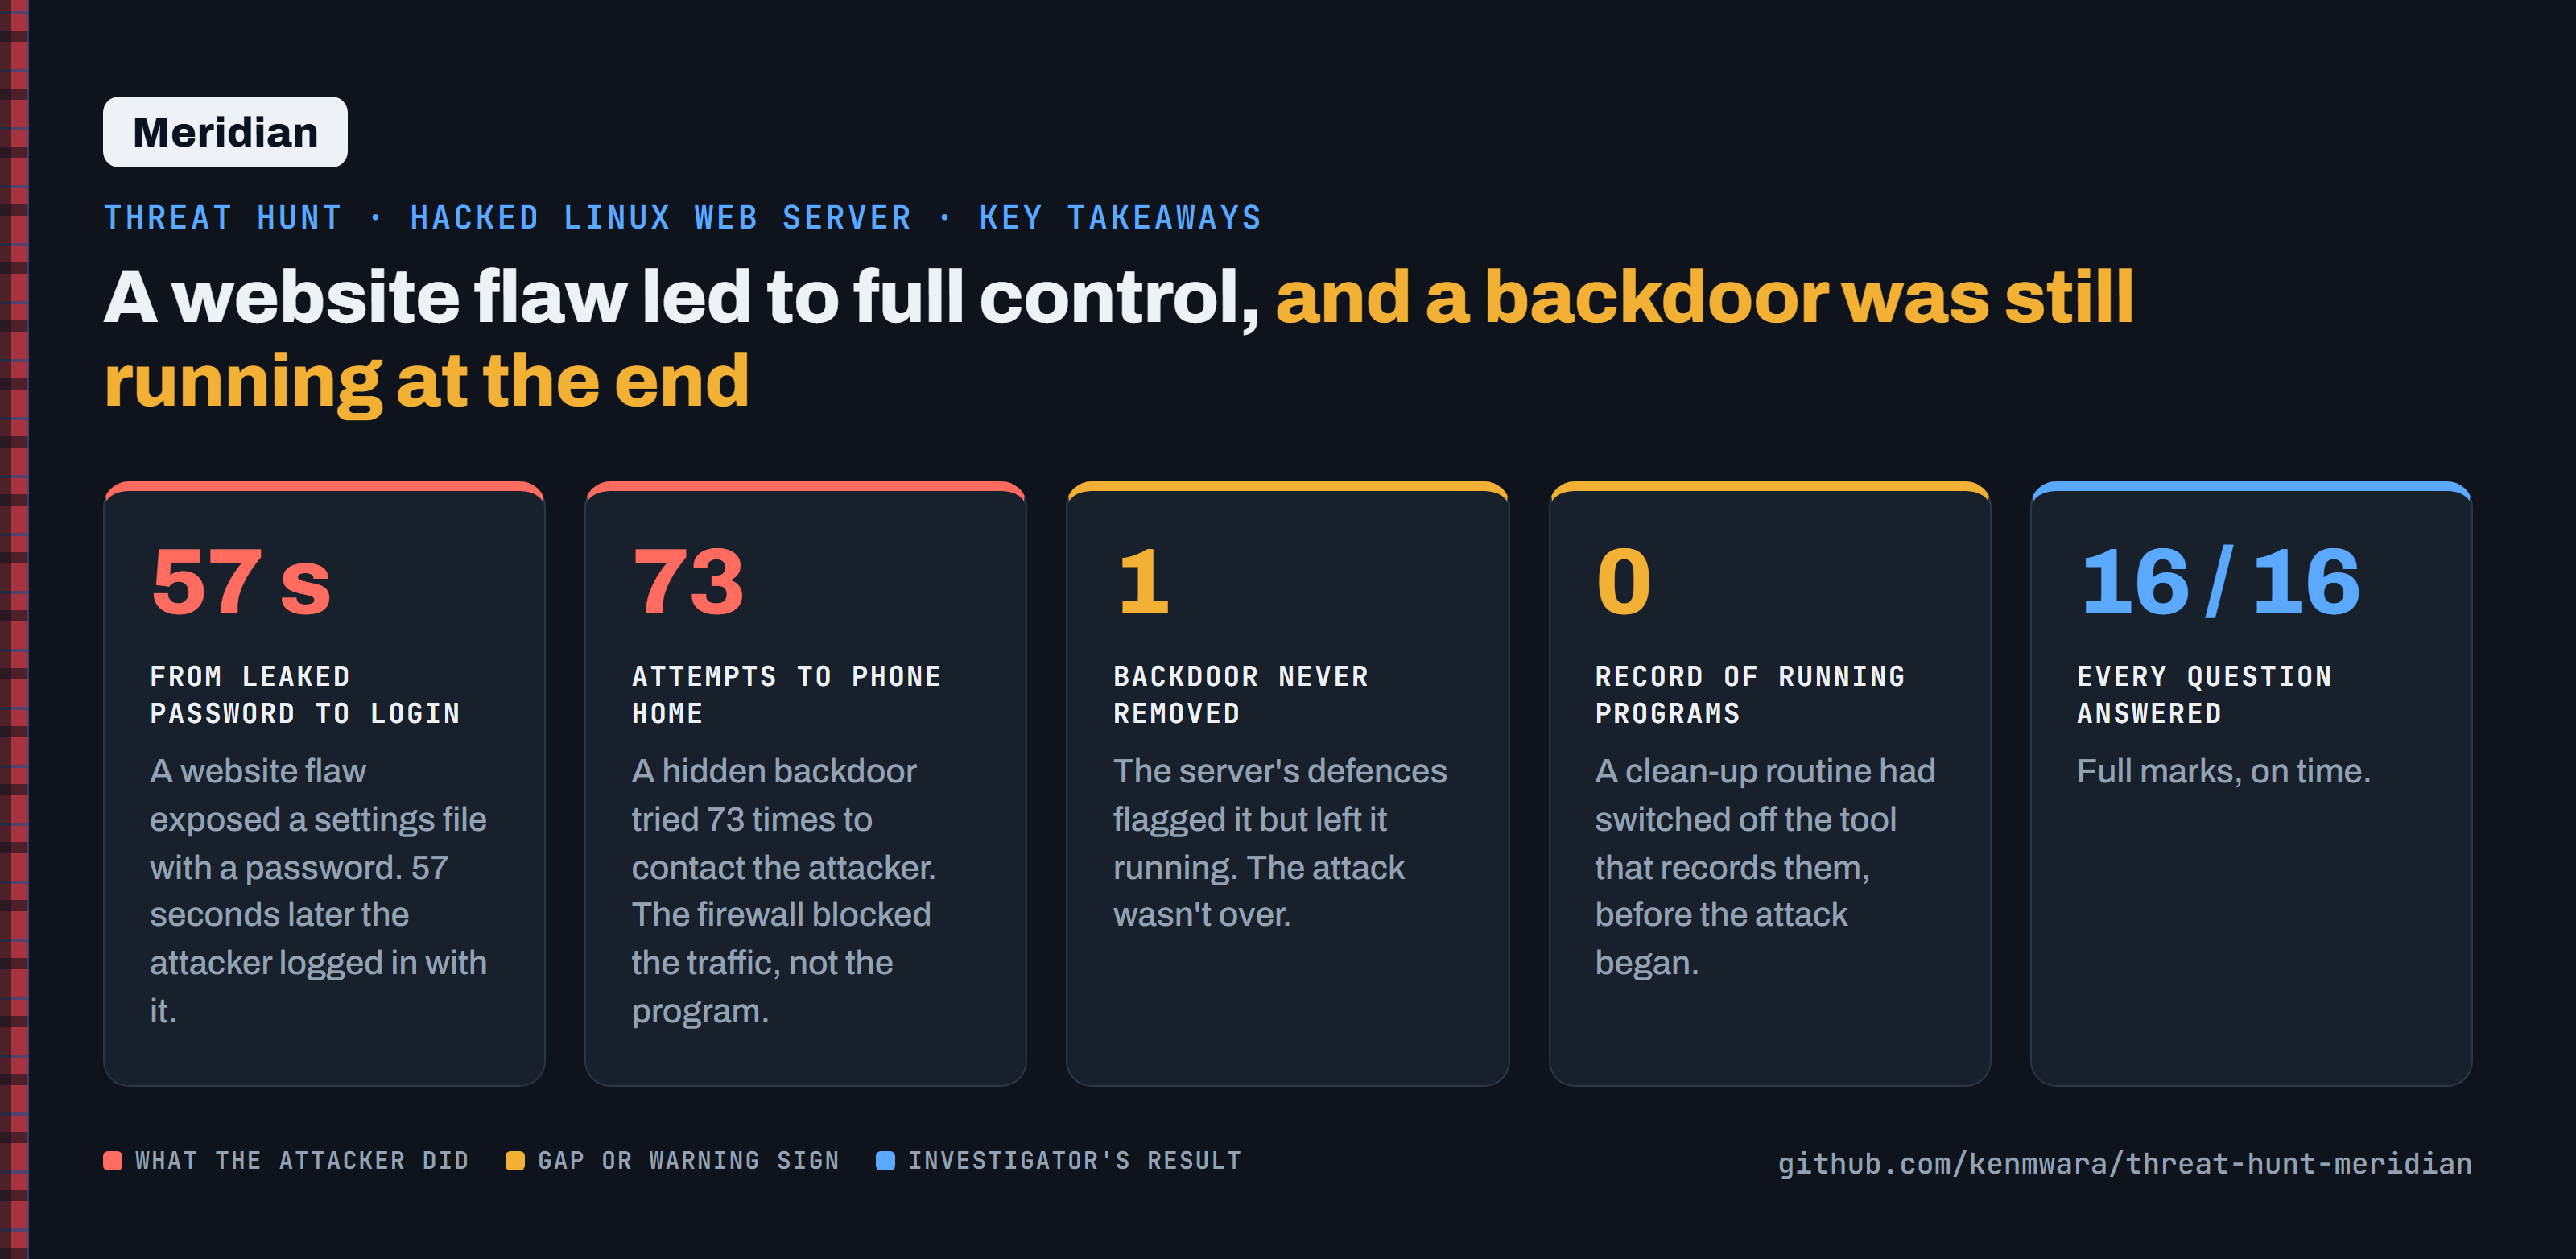 Meridian
THREAT HUNT · HACKED LINUX WEB SERVER · KEY TAKEAWAYS
A website flaw led to full control, and a backdoor was still
running at the end
57 s
FROM LEAKED
PASSWORD TO LOGIN
A website flaw
exposed a settings file
with a password. 57
seconds later the
attacker logged in with
it.
73
ATTEMPTS TO PHONE
HOME
A hidden backdoor
tried 73 times to
contact the attacker.
The firewall blocked
the traffic, not the
program.
1
BACKDOOR NEVER
REMOVED
The server's defences
flagged it but left it
running. The attack
wasn't over.
0
RECORD OF RUNNING
PROGRAMS
A clean-up routine had
switched off the tool
that records them,
before the attack
began.
16 / 16
EVERY QUESTION
ANSWERED
Full marks, on time.
WHAT THE ATTACKER DID
GAP OR WARNING SIGN
INVESTIGATOR'S RESULT
github.com/kenmwara/threat-hunt-meridian